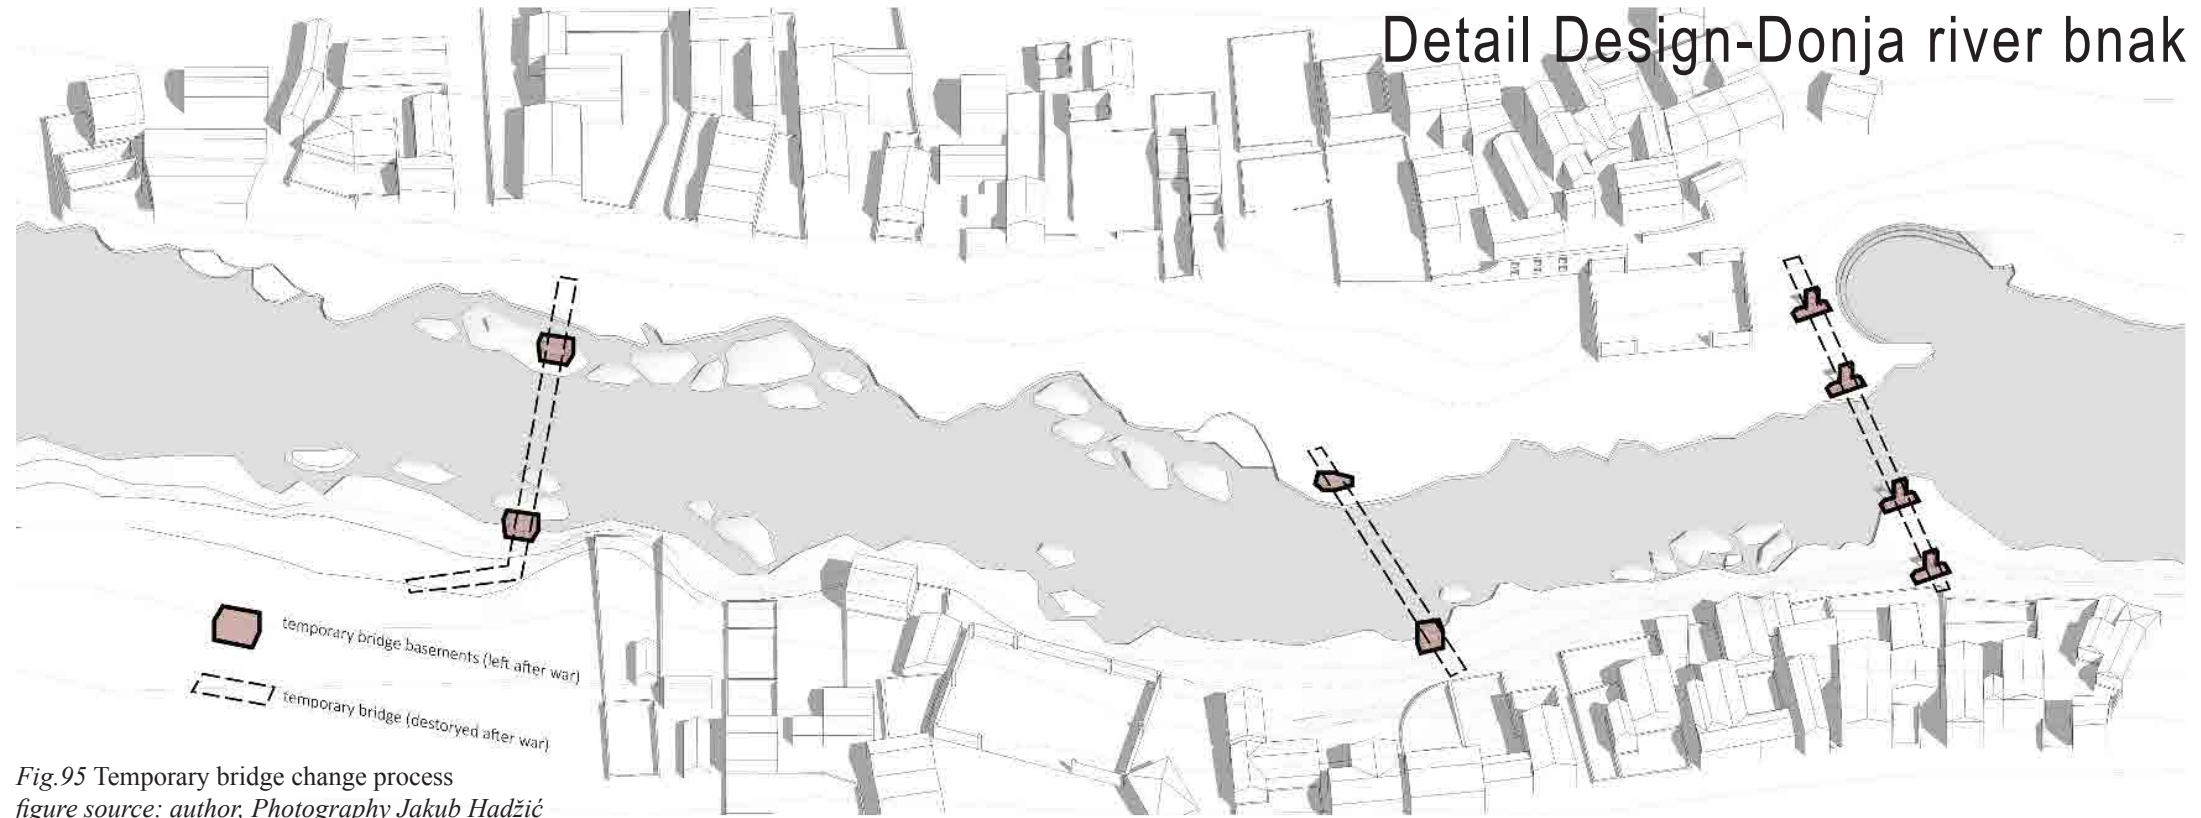 Detail Design-Donja river bnak
temporary bridge basements (left after war)
temporary bridge (destoryed after war)
Fig.95 Temporary bridge change process
figure source: author, Photography Jakub Hadžić